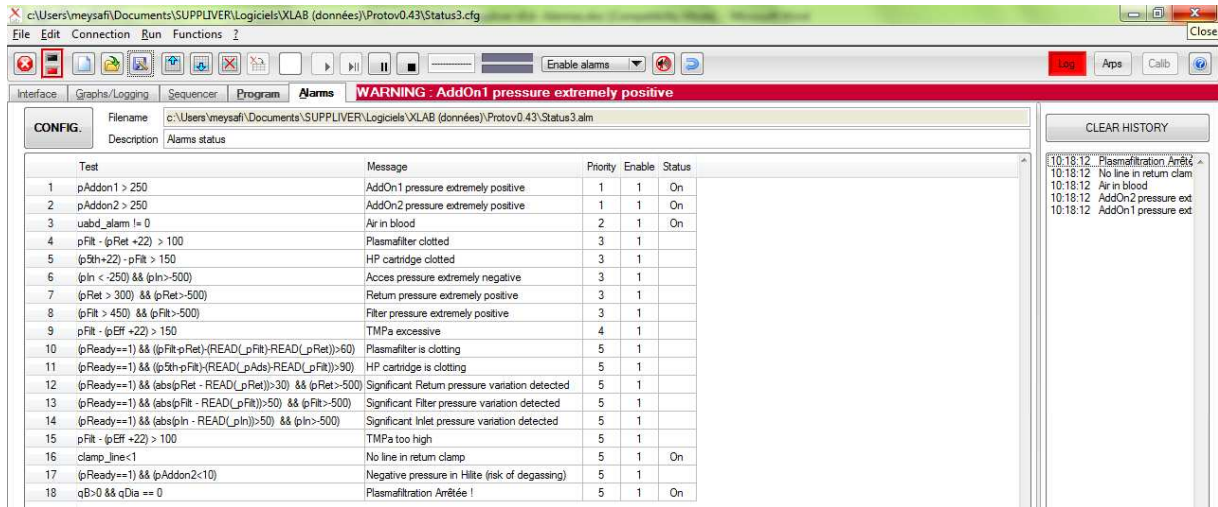 c:\Users\meysafi\Documents\SUPPLIVER\Logiciels\XLAB (données)\Protov0.43\Status3.cfg
Close
File Edit Connection Run Functions ?
Enable alarms
Log Arps Calib
Interface Graphs/Logging Sequencer Program Alarms WARNING : AddOn1 pressure extremely positive
CONFIG.
Filename c:\Users\meysafi\Documents\SUPPLIVER\Logiciels\XLAB (données)\Protov0.43\Status3.alm
Description Alarms status
Test Message Priority Enable Status
1 pAddon1 > 250 AddOn1 pressure extremely positive 1 1 On
2 pAddon2 > 250 AddOn2 pressure extremely positive 1 1 On
3 uabd_alarm != 0 Air in blood 2 1 On
4 pFilt - (pRet +22) > 100 Plasmafilter clotted 3 1
5 (p5th+22) - pFilt > 150 HP cartridge clotted 3 1
6 (pIn < -250) && (pIn>-500) Acces pressure extremely negative 3 1
7 (pRet > 300) && (pRet>-500) Return pressure extremely positive 3 1
8 (pFilt > 450) && (pFilt>-500) Filter pressure extremely positive 3 1
9 pFilt - (pEff +22) > 150 TMPa excessive 4 1
10 (pReady==1) && ((pFilt-pRet)-(READ(_pFilt)-READ(_pRet))>60) Plasmafilter is clotting 5 1
11 (pReady==1) && ((p5th-pFilt)-(READ(_pAds)-READ(_pFilt))>90) HP cartridge is clotting 5 1
12 (pReady==1) && (abs(pRet - READ(_pRet))>30) && (pRet>-500) Significant Return pressure variation detected 5 1
13 (pReady==1) && (abs(pFilt - READ(_pFilt))>50) && (pFilt>-500) Significant Filter pressure variation detected 5 1
14 (pReady==1) && (abs(pIn - READ(_pIn))>50) && (pIn>-500) Significant Inlet pressure variation detected 5 1
15 pFilt - (pEff +22) > 100 TMPa too high 5 1
16 clamp_line<1 No line in return clamp 5 1 On
17 (pReady==1) && (pAddon2<10) Negative pressure in Hilite (risk of degassing) 5 1
18 qB>0 && qDia == 0 Plasmafiltration Arrêtée ! 5 1 On
CLEAR HISTORY
10:18:12 Plasmafiltration Arrêté
10:18:12 No line in return clam
10:18:12 Air in blood
10:18:12 AddOn2 pressure ext
10:18:12 AddOn1 pressure ext